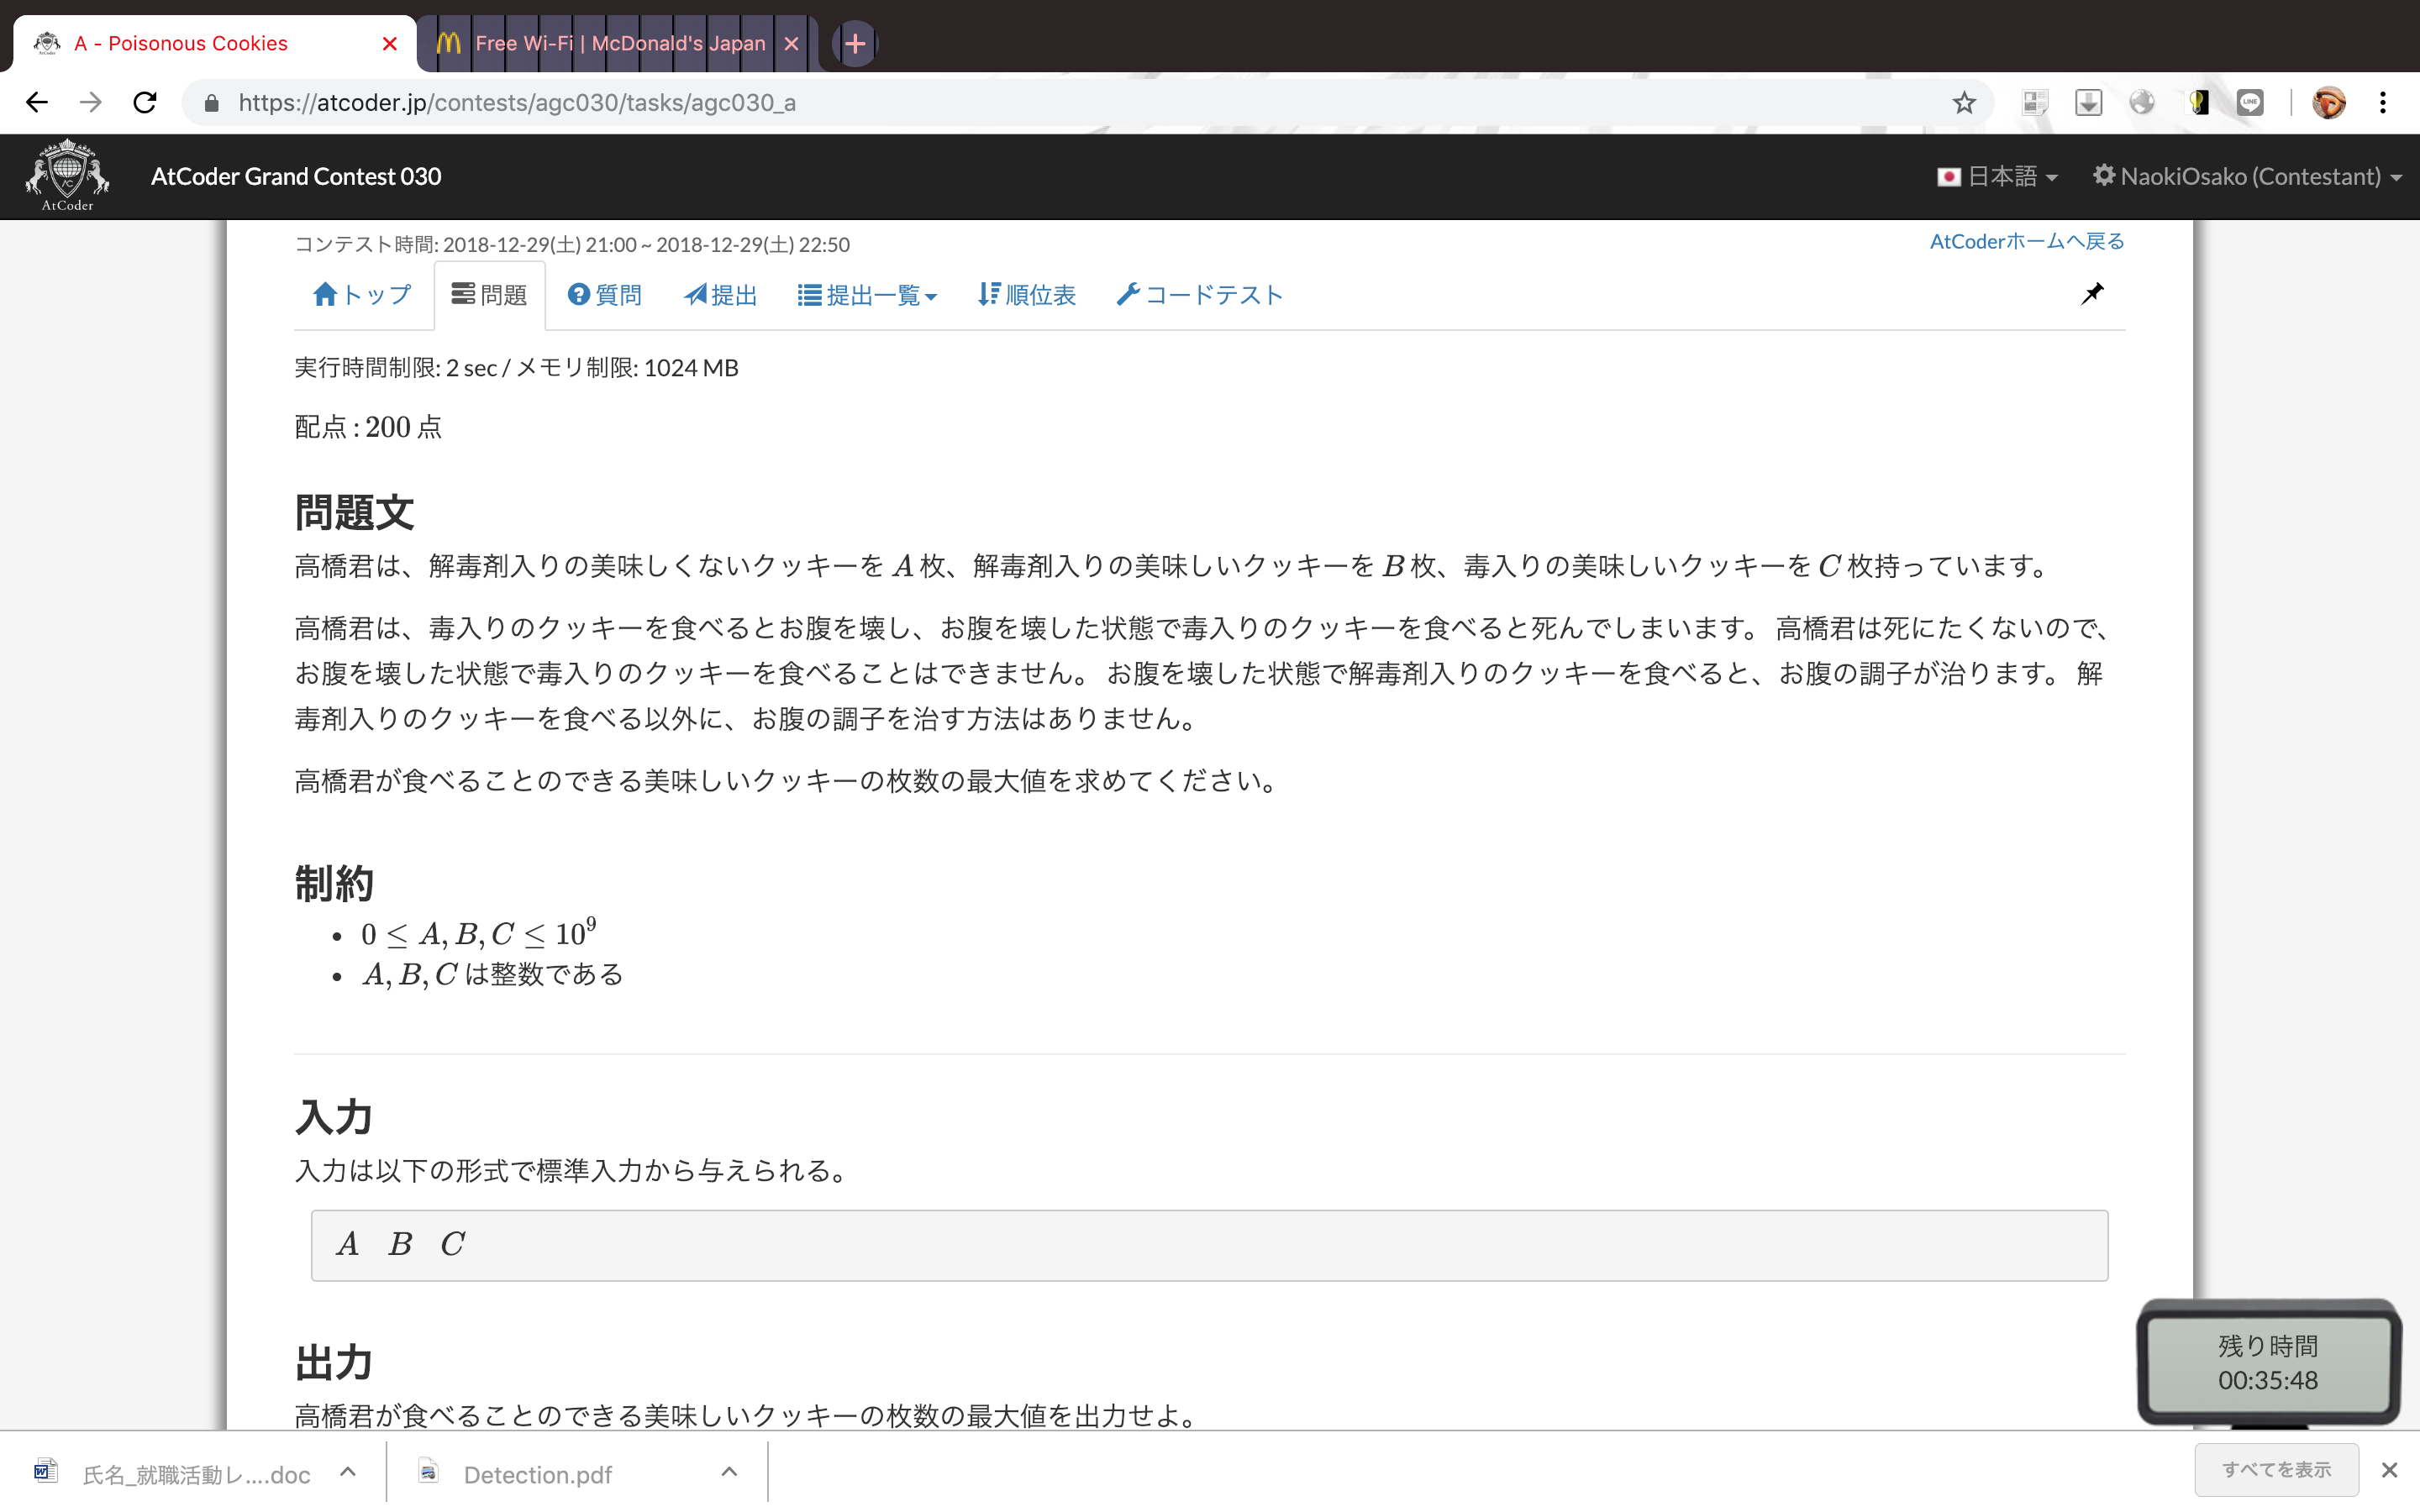 A - Poisonous Cookies
Free Wi-Fi | McDonald's Japan
https://atcoder.jp/contests/agc030/tasks/agc030_a
LINE
AtCoder
AtCoder Grand Contest 030
日本語
NaokiOsako (Contestant)
コンテスト時間: 2018-12-29(土) 21:00 ~ 2018-12-29(土) 22:50
AtCoderホームへ戻る
トップ
問題
質問
提出
提出一覧
順位表
コードテスト
実行時間制限: 2 sec / メモリ制限: 1024 MB
配点 : 200 点
問題文
高橋君は、解毒剤入りの美味しくないクッキーを A 枚、解毒剤入りの美味しいクッキーを B 枚、毒入りの美味しいクッキーを C 枚持っています。
高橋君は、毒入りのクッキーを食べるとお腹を壊し、お腹を壊した状態で毒入りのクッキーを食べると死んでしまいます。 高橋君は死にたくないので、
お腹を壊した状態で毒入りのクッキーを食べることはできません。 お腹を壊した状態で解毒剤入りのクッキーを食べると、お腹の調子が治ります。 解
毒剤入りのクッキーを食べる以外に、お腹の調子を治す方法はありません。
高橋君が食べることのできる美味しいクッキーの枚数の最大値を求めてください。
制約
• 0 ≤ A, B, C ≤ 10⁹
• A, B, C は整数である
入力
入力は以下の形式で標準入力から与えられる。
A B C
出力
高橋君が食べることのできる美味しいクッキーの枚数の最大値を出力せよ。
残り時間
00:35:48
氏名_就職活動レ....doc
Detection.pdf
すべてを表示